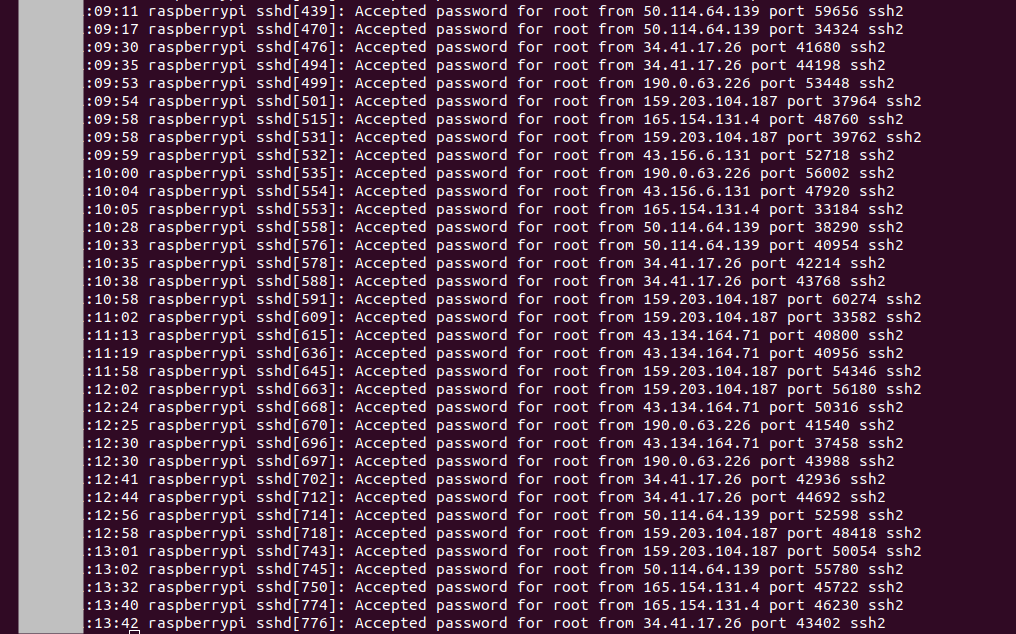 :09:11 raspberrypi sshd[439]: Accepted password for root from 50.114.64.139 port 59656 ssh2
:09:17 raspberrypi sshd[470]: Accepted password for root from 50.114.64.139 port 34324 ssh2
:09:30 raspberrypi sshd[476]: Accepted password for root from 34.41.17.26 port 41680 ssh2
:09:35 raspberrypi sshd[494]: Accepted password for root from 34.41.17.26 port 44198 ssh2
:09:53 raspberrypi sshd[499]: Accepted password for root from 190.0.63.226 port 53448 ssh2
:09:54 raspberrypi sshd[501]: Accepted password for root from 159.203.104.187 port 37964 ssh2
:09:58 raspberrypi sshd[515]: Accepted password for root from 165.154.131.4 port 48760 ssh2
:09:58 raspberrypi sshd[531]: Accepted password for root from 159.203.104.187 port 39762 ssh2
:09:59 raspberrypi sshd[532]: Accepted password for root from 43.156.6.131 port 52718 ssh2
:10:00 raspberrypi sshd[535]: Accepted password for root from 190.0.63.226 port 56002 ssh2
:10:04 raspberrypi sshd[554]: Accepted password for root from 43.156.6.131 port 47920 ssh2
:10:05 raspberrypi sshd[553]: Accepted password for root from 165.154.131.4 port 33184 ssh2
:10:28 raspberrypi sshd[558]: Accepted password for root from 50.114.64.139 port 38290 ssh2
:10:33 raspberrypi sshd[576]: Accepted password for root from 50.114.64.139 port 40954 ssh2
:10:35 raspberrypi sshd[578]: Accepted password for root from 34.41.17.26 port 42214 ssh2
:10:38 raspberrypi sshd[588]: Accepted password for root from 34.41.17.26 port 43768 ssh2
:10:58 raspberrypi sshd[591]: Accepted password for root from 159.203.104.187 port 60274 ssh2
:11:02 raspberrypi sshd[609]: Accepted password for root from 159.203.104.187 port 33582 ssh2
:11:13 raspberrypi sshd[615]: Accepted password for root from 43.134.164.71 port 40800 ssh2
:11:19 raspberrypi sshd[636]: Accepted password for root from 43.134.164.71 port 40956 ssh2
:11:58 raspberrypi sshd[645]: Accepted password for root from 159.203.104.187 port 54346 ssh2
:12:02 raspberrypi sshd[663]: Accepted password for root from 159.203.104.187 port 56180 ssh2
:12:24 raspberrypi sshd[668]: Accepted password for root from 43.134.164.71 port 50316 ssh2
:12:25 raspberrypi sshd[670]: Accepted password for root from 190.0.63.226 port 41540 ssh2
:12:30 raspberrypi sshd[696]: Accepted password for root from 43.134.164.71 port 37458 ssh2
:12:30 raspberrypi sshd[697]: Accepted password for root from 190.0.63.226 port 43988 ssh2
:12:41 raspberrypi sshd[702]: Accepted password for root from 34.41.17.26 port 42936 ssh2
:12:44 raspberrypi sshd[712]: Accepted password for root from 34.41.17.26 port 44692 ssh2
:12:56 raspberrypi sshd[714]: Accepted password for root from 50.114.64.139 port 52598 ssh2
:12:58 raspberrypi sshd[718]: Accepted password for root from 159.203.104.187 port 48418 ssh2
:13:01 raspberrypi sshd[743]: Accepted password for root from 159.203.104.187 port 50054 ssh2
:13:02 raspberrypi sshd[745]: Accepted password for root from 50.114.64.139 port 55780 ssh2
:13:32 raspberrypi sshd[750]: Accepted password for root from 165.154.131.4 port 45722 ssh2
:13:40 raspberrypi sshd[774]: Accepted password for root from 165.154.131.4 port 46230 ssh2
:13:42 raspberrypi sshd[776]: Accepted password for root from 34.41.17.26 port 43402 ssh2